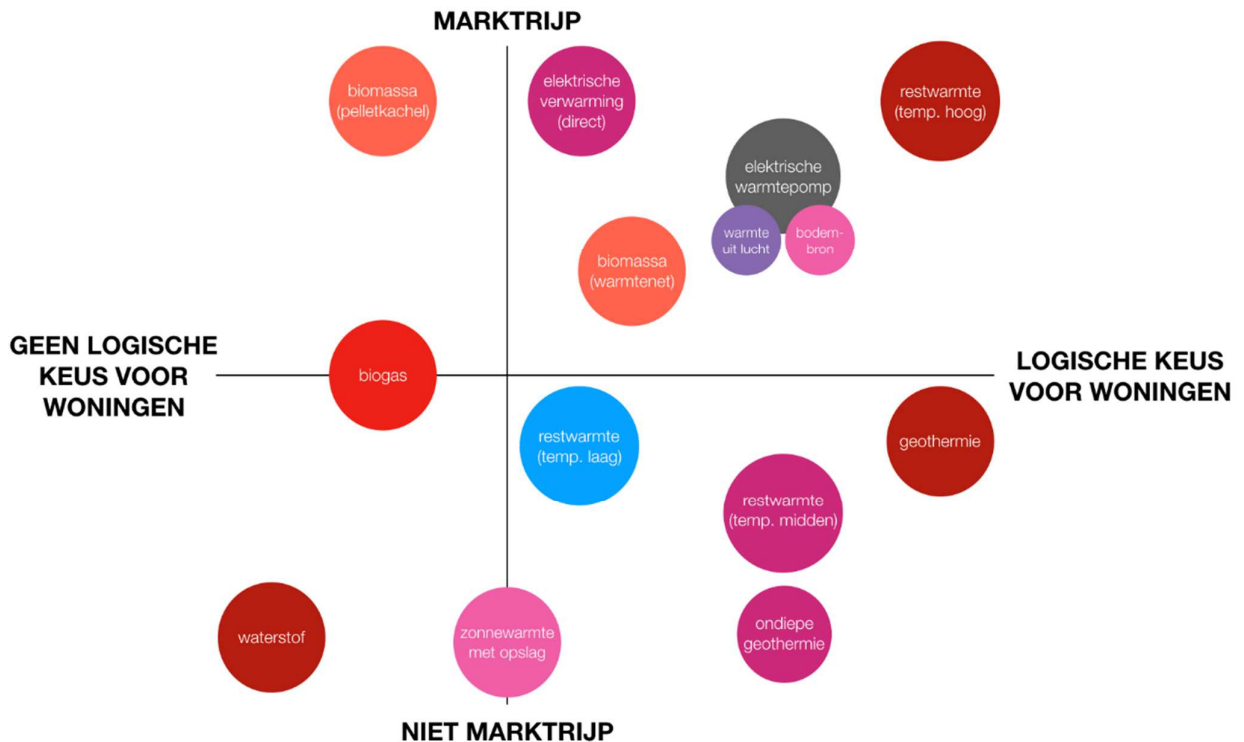 MARKTRIJP
biomassa
(pelletkachel)
elektrische
verwarming
(direct)
restwarmte
(temp. hoog)
elektrische
warmtepomp
warmte
uit lucht
bodem-
bron
biomassa
(warmtenet)
GEEN LOGISCHE
KEUS VOOR
WONINGEN
biogas
LOGISCHE KEUS
VOOR WONINGEN
restwarmte
(temp. laag)
geothermie
restwarmte
(temp. midden)
waterstof
zonnewarmte
met opslag
ondiepe
geothermie
NIET MARKTRIJP